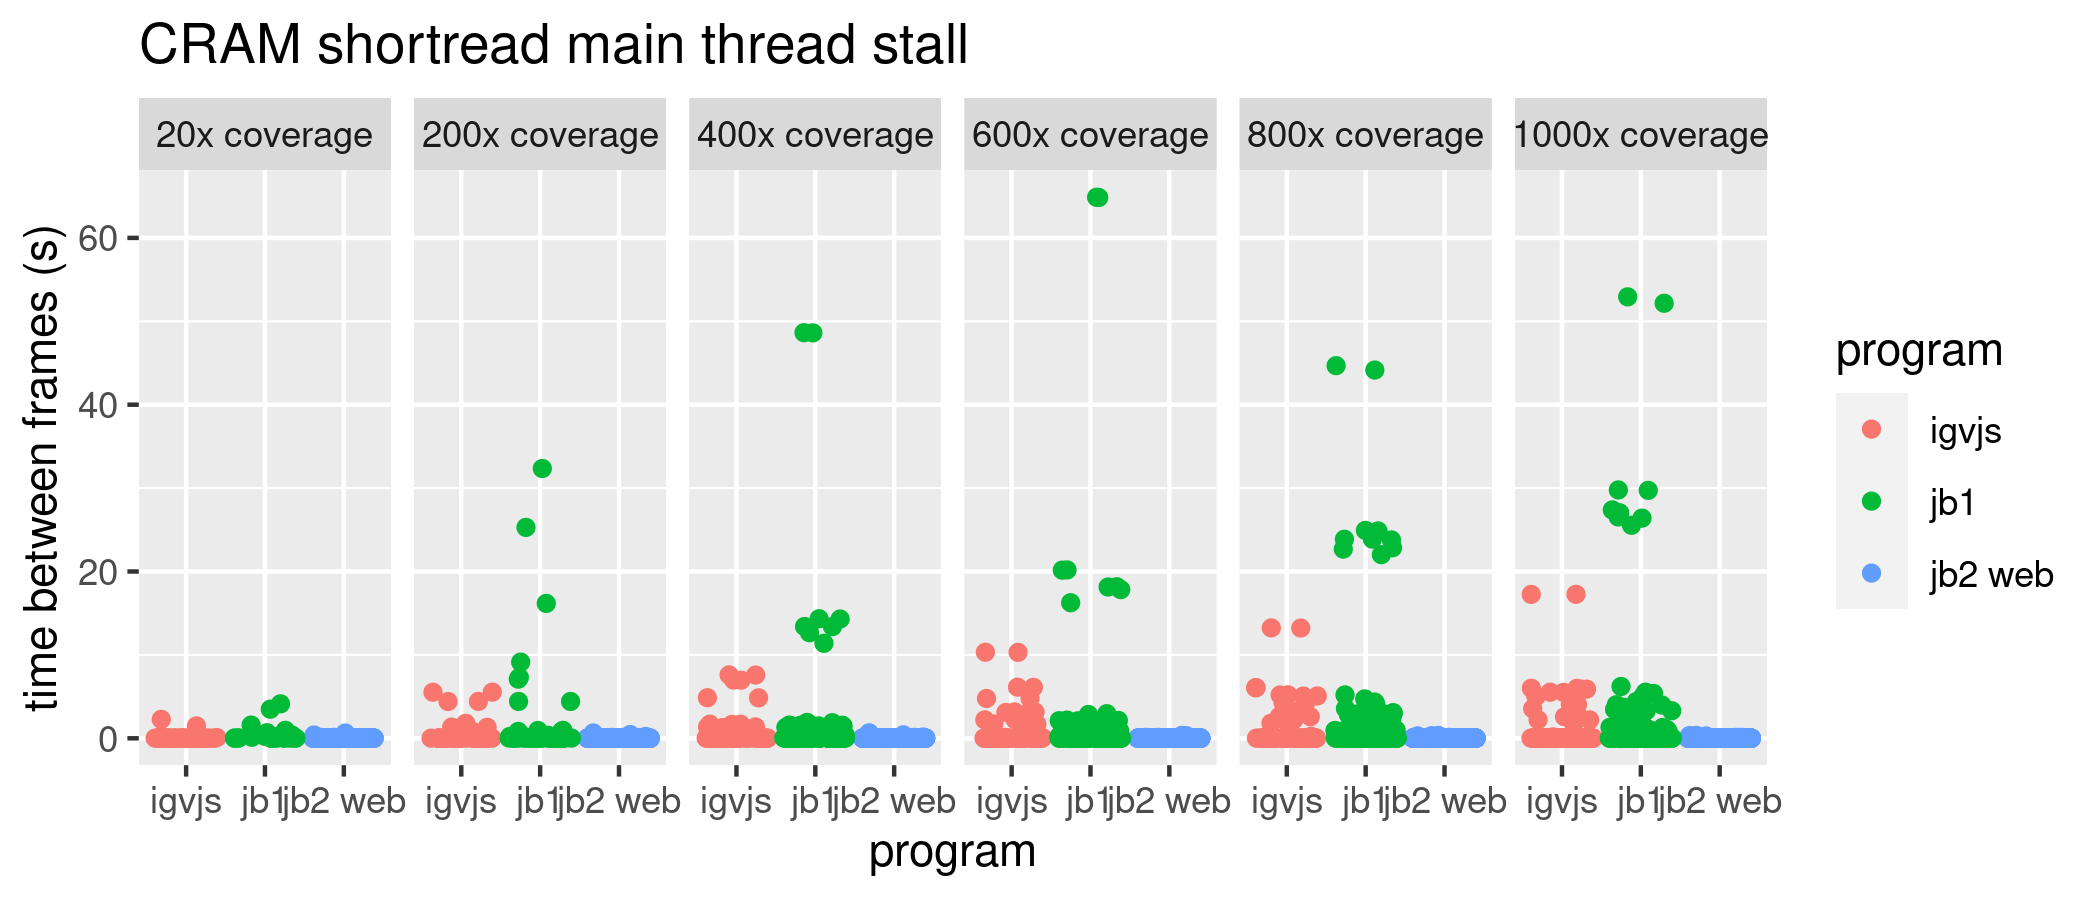 CRAM shortread main thread stall
20x coverage 200x coverage 400x coverage 600x coverage 800x coverage 1000x coverage
time between frames (s)
60
40
20
0
igvjs jb1 jb2 web igvjs jb1 jb2 web igvjs jb1 jb2 web igvjs jb1 jb2 web igvjs jb1 jb2 web igvjs jb1 jb2 web
program
program
igvjs
jb1
jb2 web